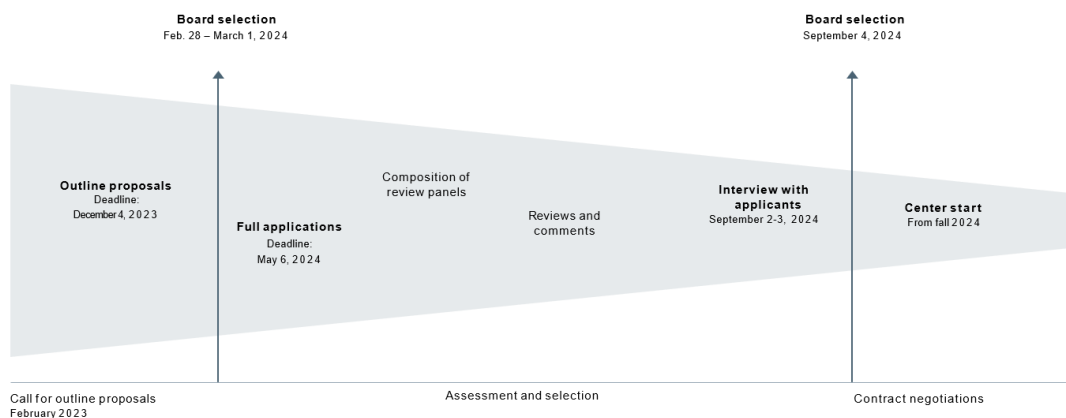 Board selection
Feb. 28 – March 1, 2024
Board selection
September 4, 2024
Outline proposals
Deadline:
December 4, 2023
Full applications
Deadline:
May 6, 2024
Composition of
review panels
Reviews and
comments
Interview with
applicants
September 2-3, 2024
Center start
From fall 2024
Call for outline proposals
February 2023
Assessment and selection
Contract negotiations